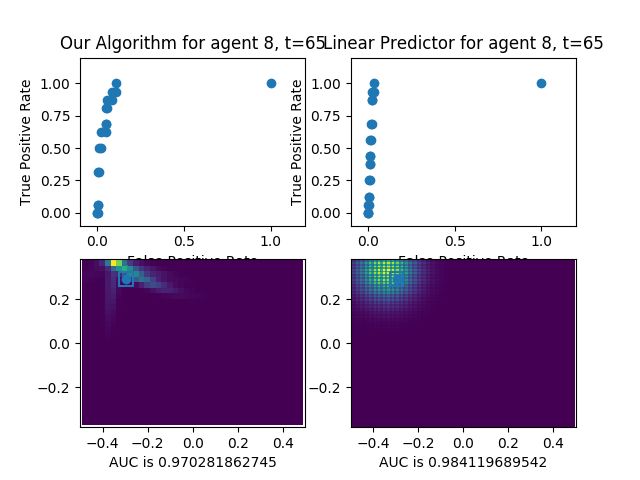 Our Algorithm for agent 8, t=65
Linear Predictor for agent 8, t=65
True Positive Rate
1.00
0.75
0.50
0.25
0.00
0.0 0.5 1.0
False Positive Rate
True Positive Rate
1.00
0.75
0.50
0.25
0.00
0.0 0.5 1.0
False Positive Rate
0.2
0.0
−0.2
−0.4 −0.2 0.0 0.2 0.4
AUC is 0.970281862745
0.2
0.0
−0.2
−0.4 −0.2 0.0 0.2 0.4
AUC is 0.984119689542